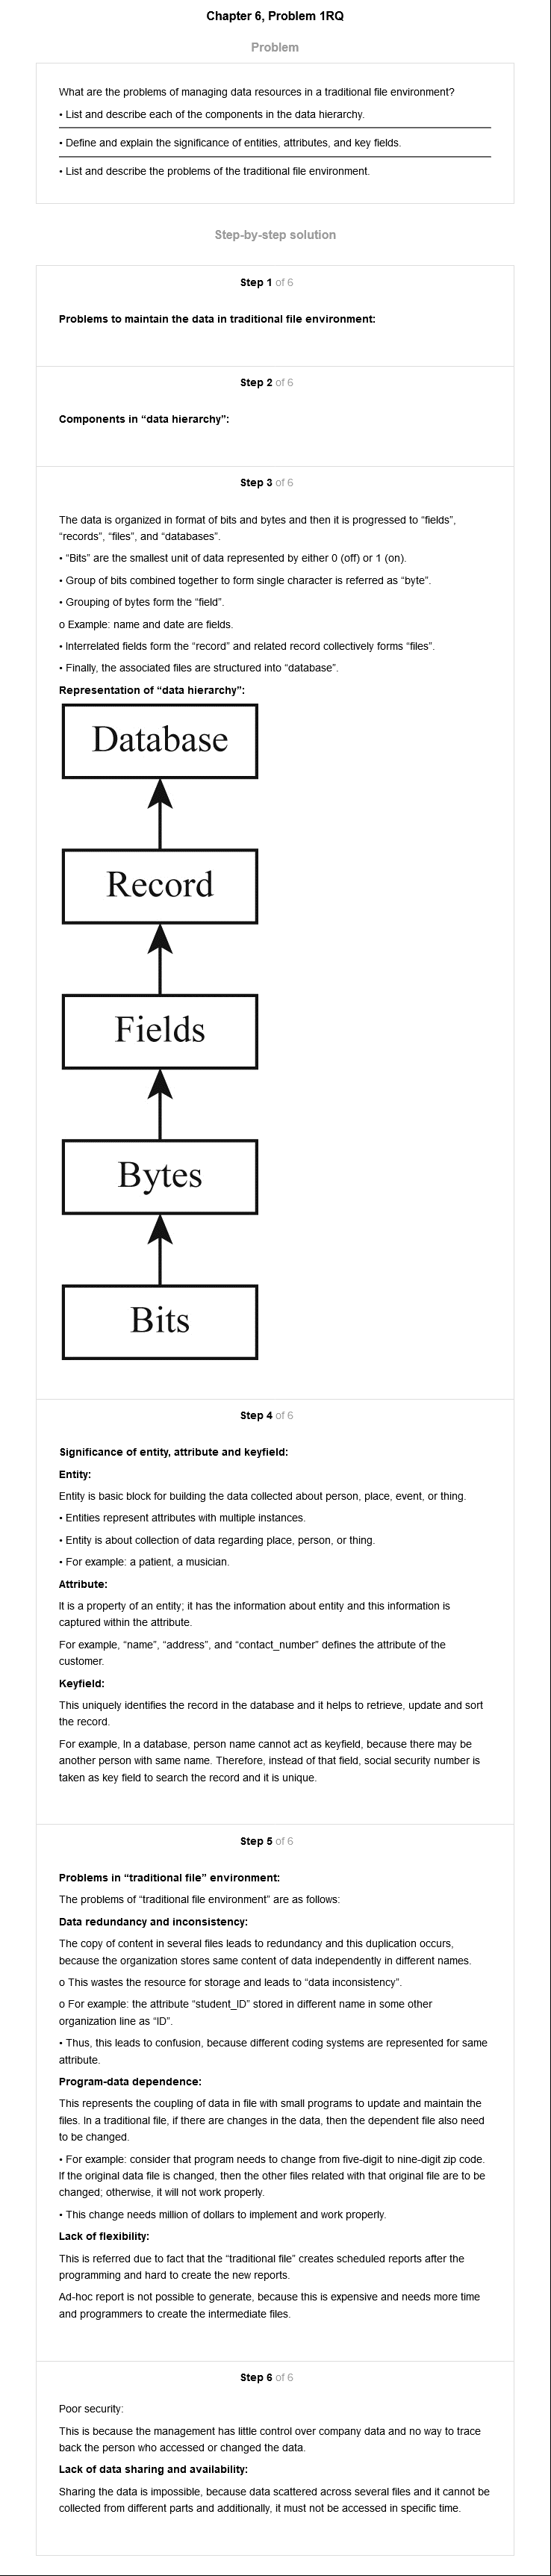 Chapter 6, Problem 1RQ
Problem
What are the problems of managing data resources in a traditional file environment?
• List and describe each of the components in the data hierarchy.
• Define and explain the significance of entities, attributes, and key fields.
• List and describe the problems of the traditional file environment.
Step-by-step solution
Step 1 of 6
Problems to maintain the data in traditional file environment:
Step 2 of 6
Components in “data hierarchy”:
Step 3 of 6
The data is organized in format of bits and bytes and then it is progressed to “fields”,
“records”, “files”, and “databases”.
• “Bits” are the smallest unit of data represented by either 0 (off) or 1 (on).
• Group of bits combined together to form single character is referred as “byte”.
• Grouping of bytes form the “field”.
o Example: name and date are fields.
• Interrelated fields form the “record” and related record collectively forms “files”.
• Finally, the associated files are structured into “database”.
Representation of “data hierarchy”:
Database
Record
Fields
Bytes
Bits
Step 4 of 6
Significance of entity, attribute and keyfield:
Entity:
Entity is basic block for building the data collected about person, place, event, or thing.
• Entities represent attributes with multiple instances.
• Entity is about collection of data regarding place, person, or thing.
• For example: a patient, a musician.
Attribute:
It is a property of an entity; it has the information about entity and this information is
captured within the attribute.
For example, “name”, “address”, and “contact_number” defines the attribute of the
customer.
Keyfield:
This uniquely identifies the record in the database and it helps to retrieve, update and sort
the record.
For example, In a database, person name cannot act as keyfield, because there may be
another person with same name. Therefore, instead of that field, social security number is
taken as key field to search the record and it is unique.
Step 5 of 6
Problems in “traditional file” environment:
The problems of “traditional file environment” are as follows:
Data redundancy and inconsistency:
The copy of content in several files leads to redundancy and this duplication occurs,
because the organization stores same content of data independently in different names.
o This wastes the resource for storage and leads to “data inconsistency”.
o For example: the attribute “student_ID” stored in different name in some other
organization line as “ID”.
• Thus, this leads to confusion, because different coding systems are represented for same
attribute.
Program-data dependence:
This represents the coupling of data in file with small programs to update and maintain the
files. In a traditional file, if there are changes in the data, then the dependent file also need
to be changed.
• For example: consider that program needs to change from five-digit to nine-digit zip code.
If the original data file is changed, then the other files related with that original file are to be
changed; otherwise, it will not work properly.
• This change needs million of dollars to implement and work properly.
Lack of flexibility:
This is referred due to fact that the “traditional file” creates scheduled reports after the
programming and hard to create the new reports.
Ad-hoc report is not possible to generate, because this is expensive and needs more time
and programmers to create the intermediate files.
Step 6 of 6
Poor security:
This is because the management has little control over company data and no way to trace
back the person who accessed or changed the data.
Lack of data sharing and availability:
Sharing the data is impossible, because data scattered across several files and it cannot be
collected from different parts and additionally, it must not be accessed in specific time.